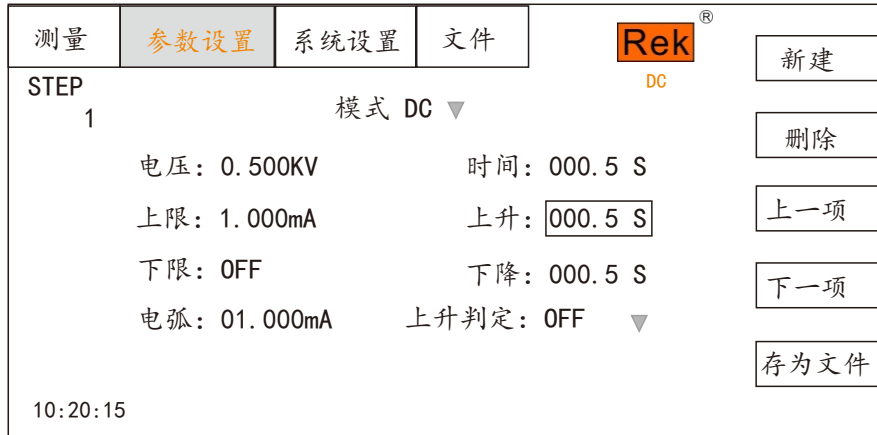 测量 参数设置 系统设置 文件 Rek ®
DC
新建
STEP
1
模式 DC ▼
删除
电压: 0.500KV 时间: 000.5 S
上限: 1.000mA 上升: 000.5 S
上一项
下限: OFF 下降: 000.5 S
下一项
电弧: 01.000mA 上升判定: OFF ▼
存为文件
10:20:15